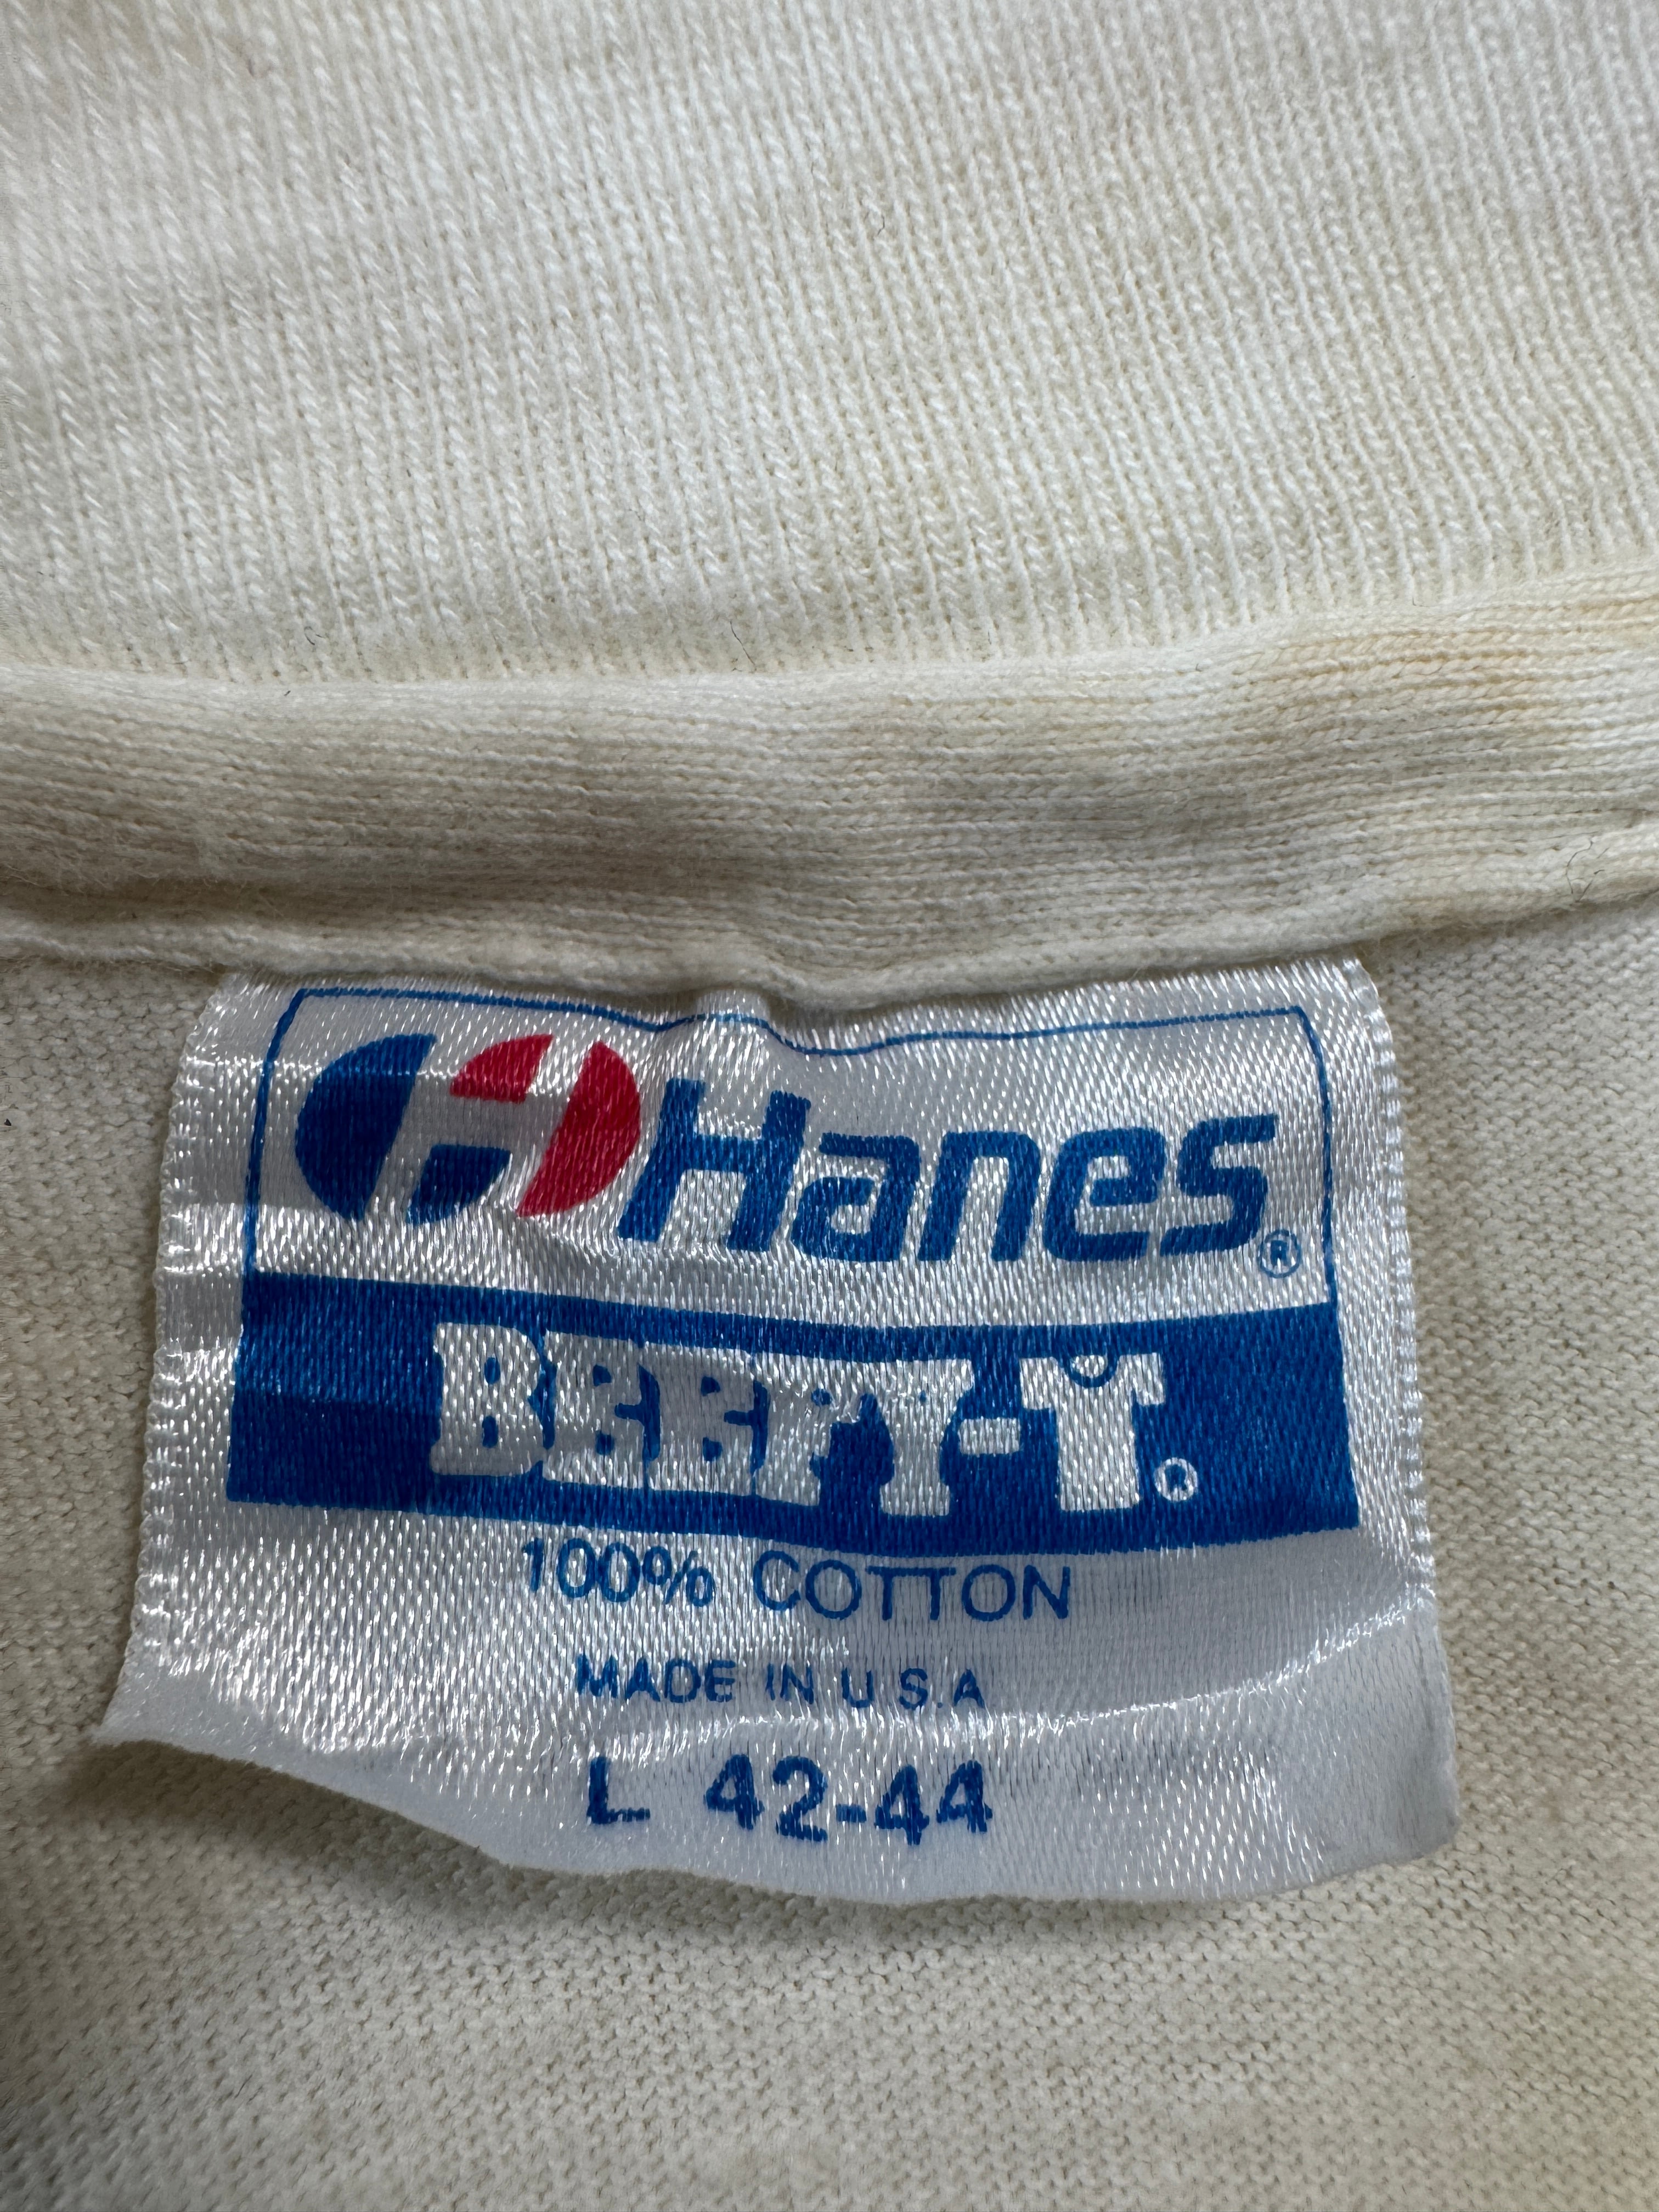 Hanes®
BEEFY-T®
100% COTTON
MADE IN U.S.A
L 42-44